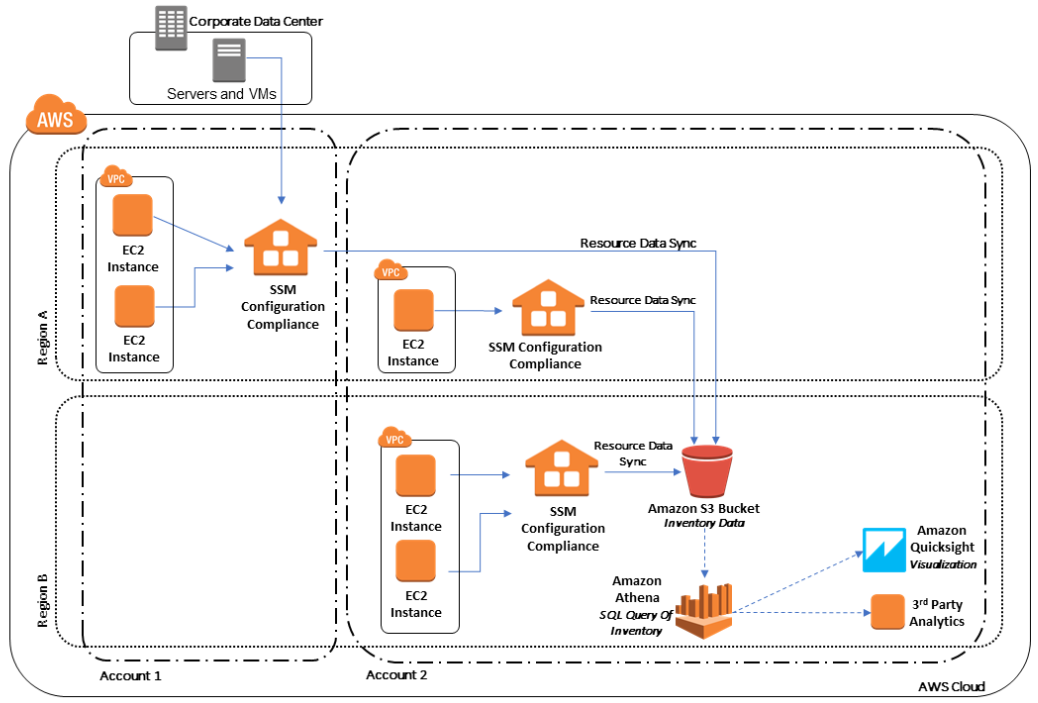 Corporate Data Center
Servers and VMs
AWS
VPC
EC2
Instance
EC2
Instance
SSM
Configuration
Compliance
Resource Data Sync
VPC
EC2
Instance
SSM Configuration
Compliance
Resource Data Sync
Region A
VPC
EC2
Instance
EC2
Instance
SSM
Configuration
Compliance
Resource Data
Sync
Amazon S3 Bucket
Inventory Data
Amazon
Athena
SQL Query Of
Inventory
Amazon
Quicksight
Visualization
3rd Party
Analytics
Region B
Account 1
Account 2
AWS Cloud